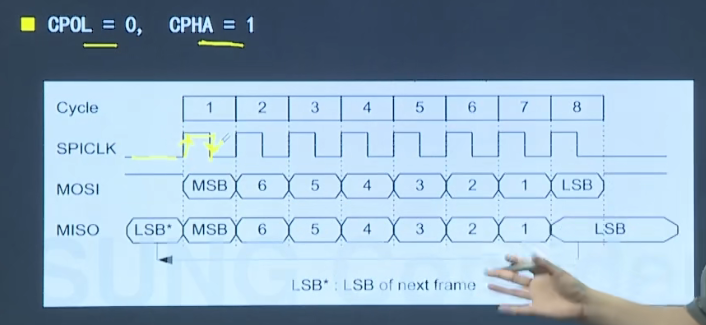 CPOL = 0, CPHA = 1
Cycle 1 2 3 4 5 6 7 8
SPICLK
MOSI MSB 6 5 4 3 2 1 LSB
MISO LSB* MSB 6 5 4 3 2 1 LSB
LSB* : LSB of next frame